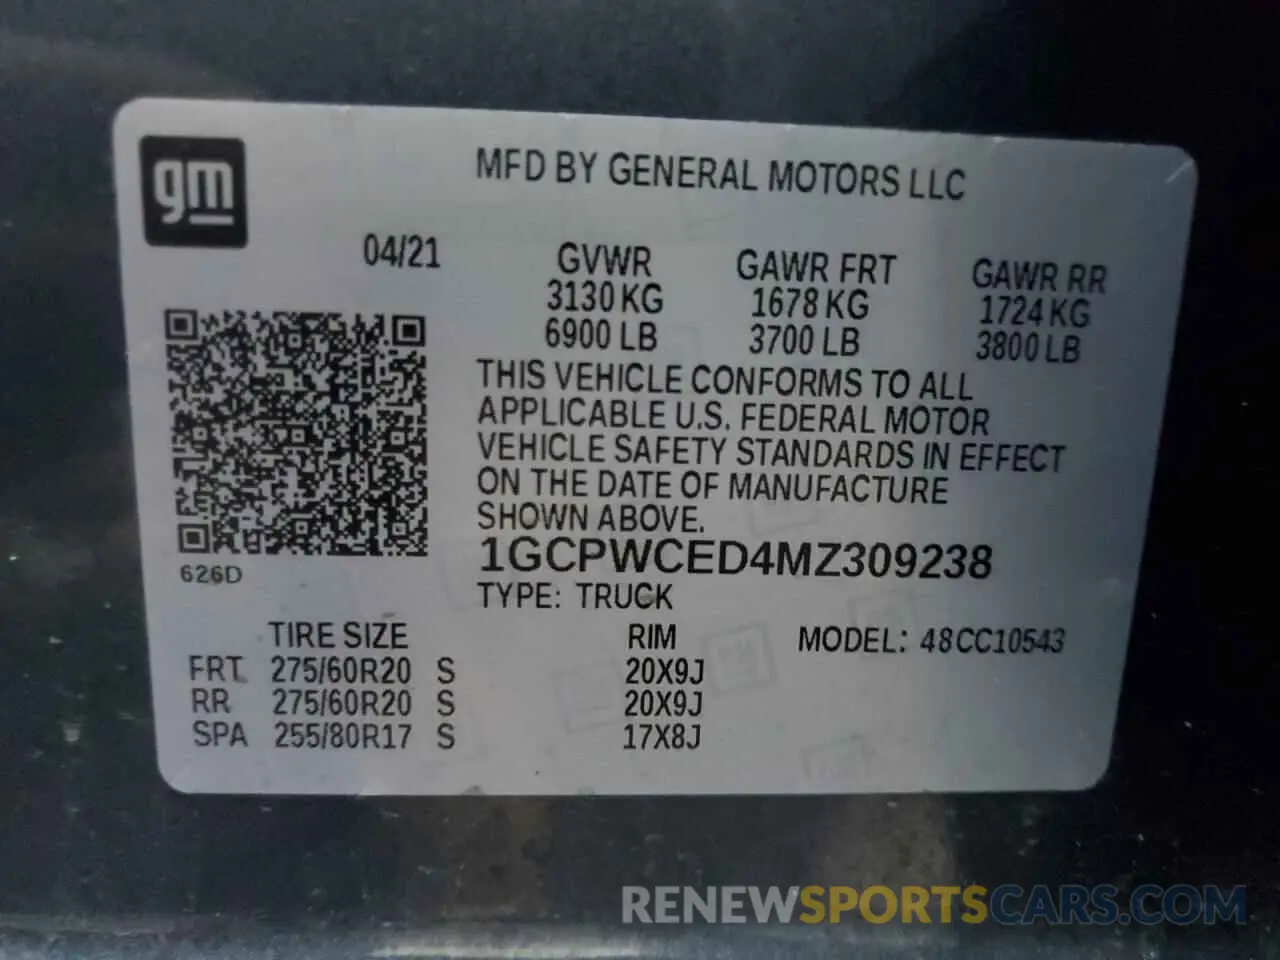 gm
MFD BY GENERAL MOTORS LLC
04/21 GVWR GAWR FRT GAWR RR
3130 KG 1678 KG 1724 KG
6900 LB 3700 LB 3800 LB
THIS VEHICLE CONFORMS TO ALL
APPLICABLE U.S. FEDERAL MOTOR
VEHICLE SAFETY STANDARDS IN EFFECT
ON THE DATE OF MANUFACTURE
SHOWN ABOVE.
1GCPWCED4MZ309238
626D
TYPE: TRUCK
TIRE SIZE RIM MODEL: 48CC10543
FRT 275/60R20 S 20X9J
RR 275/60R20 S 20X9J
SPA 255/80R17 S 17X8J
RENEWSPORTSCARS.COM